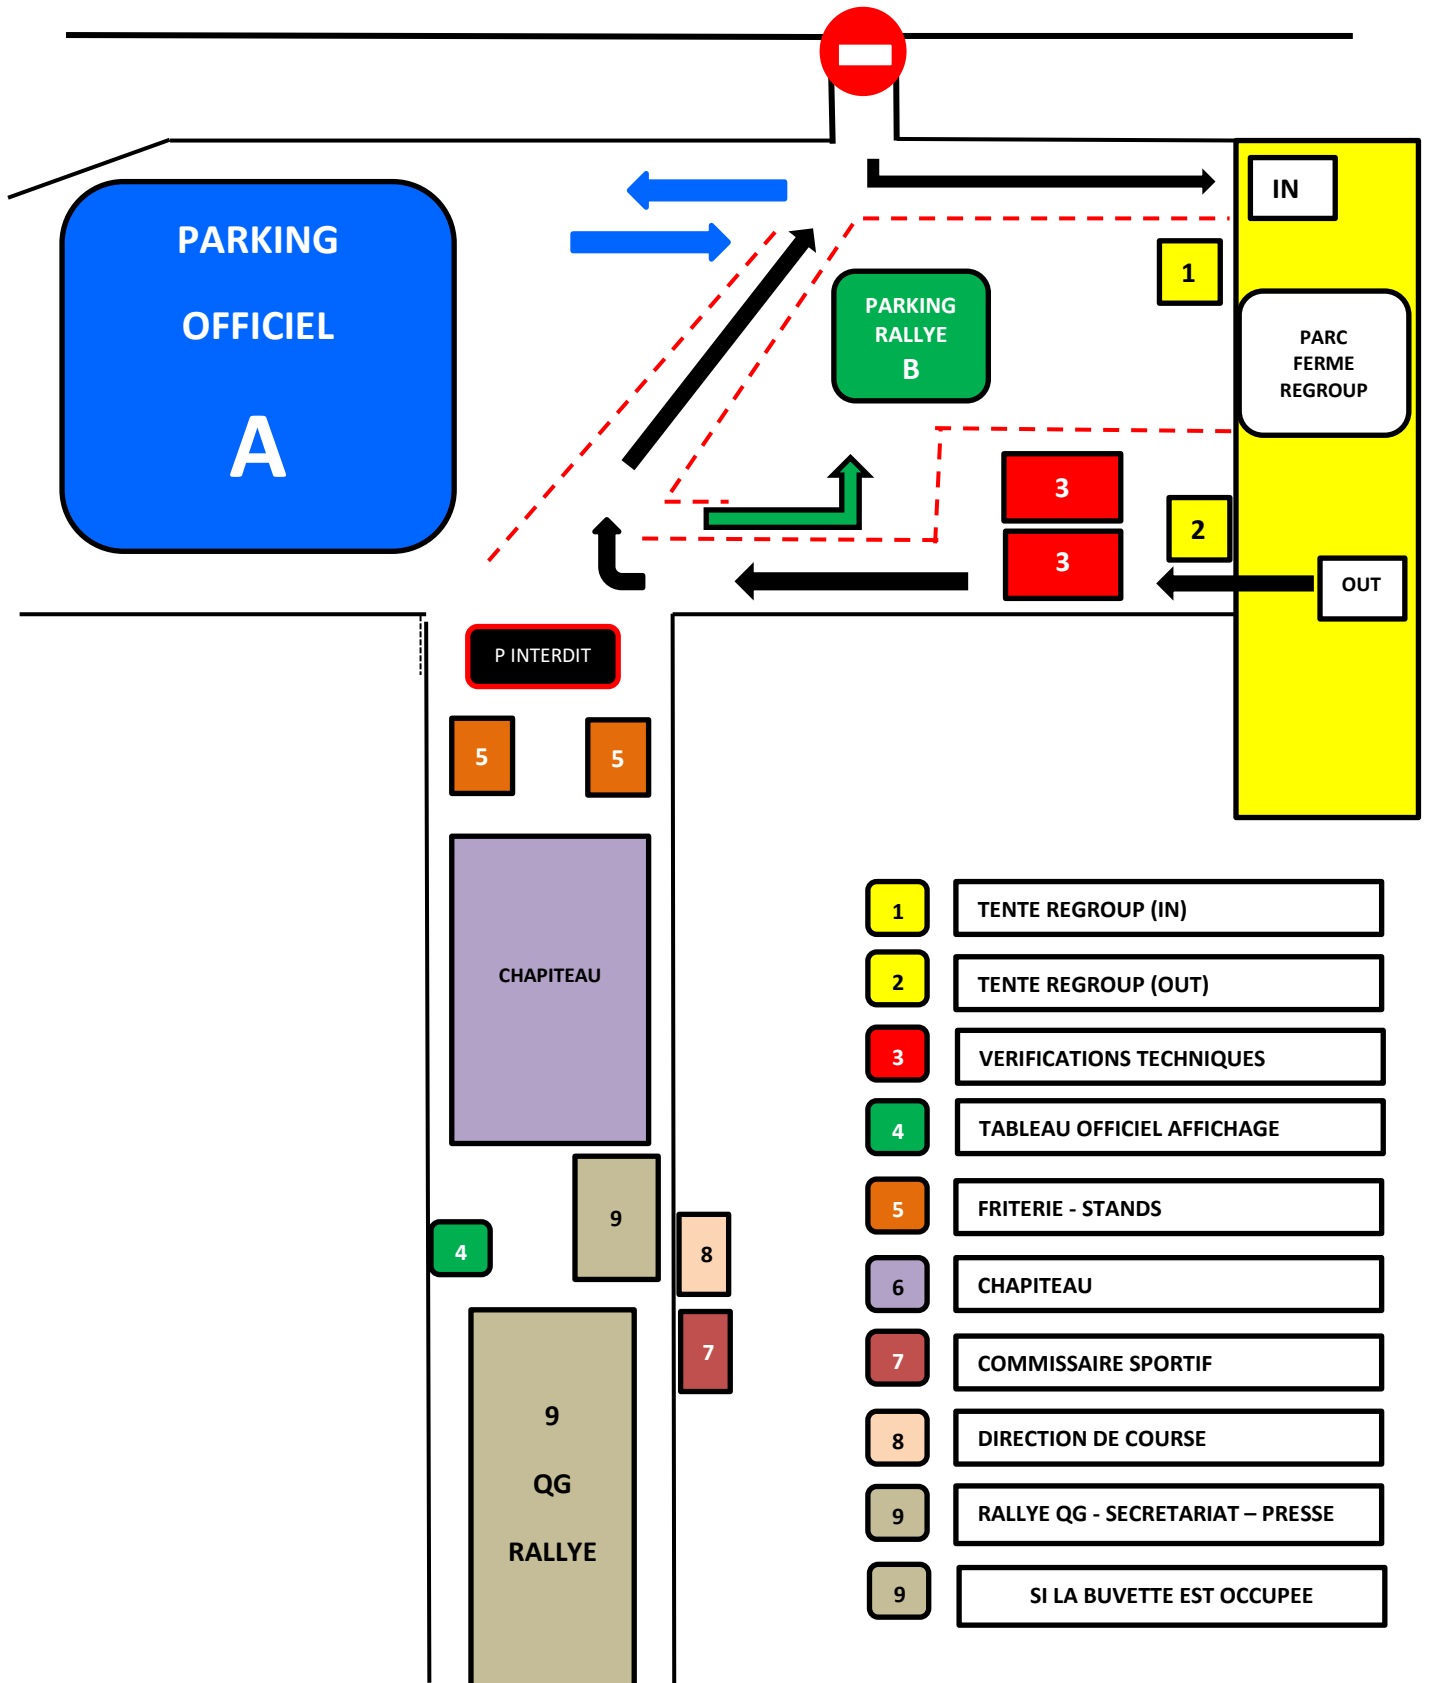 IN
PARKING
OFFICIEL
A
1
PARKING
RALLYE
B
PARC
FERME
REGROUP
3
2
3
OUT
P INTERDIT
5
5
CHAPITEAU
9
4
8
7
9
QG
RALLYE
1 TENTE REGROUP (IN)
2 TENTE REGROUP (OUT)
3 VERIFICATIONS TECHNIQUES
4 TABLEAU OFFICIEL AFFICHAGE
5 FRITERIE - STANDS
6 CHAPITEAU
7 COMMISSAIRE SPORTIF
8 DIRECTION DE COURSE
9 RALLYE QG - SECRETARIAT – PRESSE
9 SI LA BUVETTE EST OCCUPEE